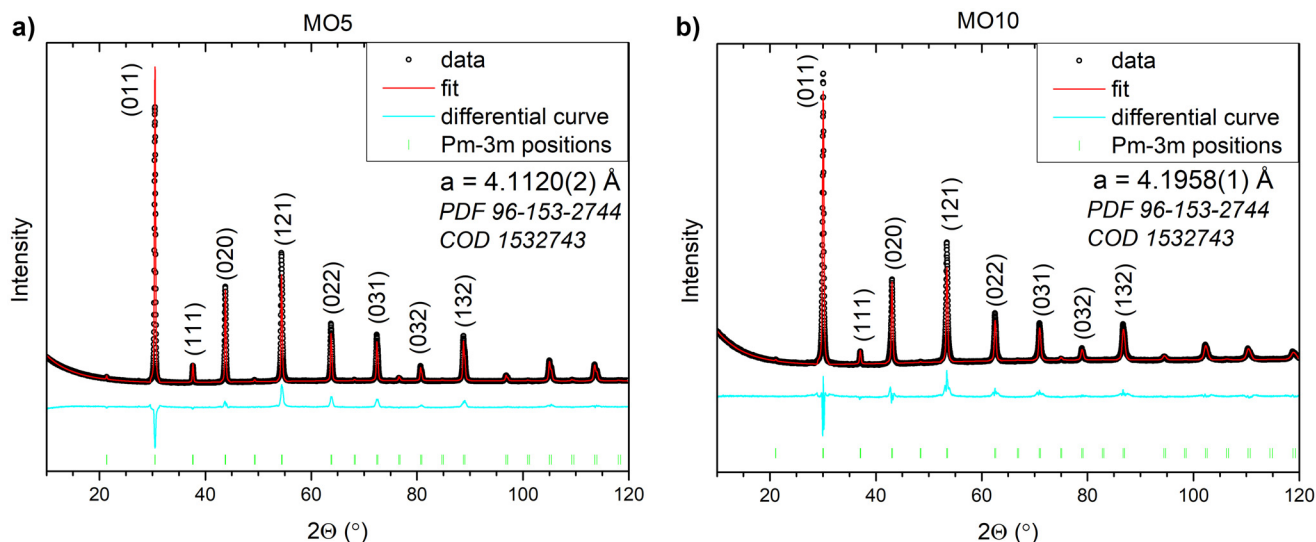 a)
MO5
data
fit
differential curve
Pm-3m positions
a = 4.1120(2) Å
PDF 96-153-2744
COD 1532743
(011)
(111)
(020)
(121)
(022)
(031)
(032)
(132)
Intensity
20 40 60 80 100 120
2Θ (°)
b)
MO10
data
fit
differential curve
Pm-3m positions
a = 4.1958(1) Å
PDF 96-153-2744
COD 1532743
(011)
(111)
(020)
(121)
(022)
(031)
(032)
(132)
Intensity
20 40 60 80 100 120
2Θ (°)